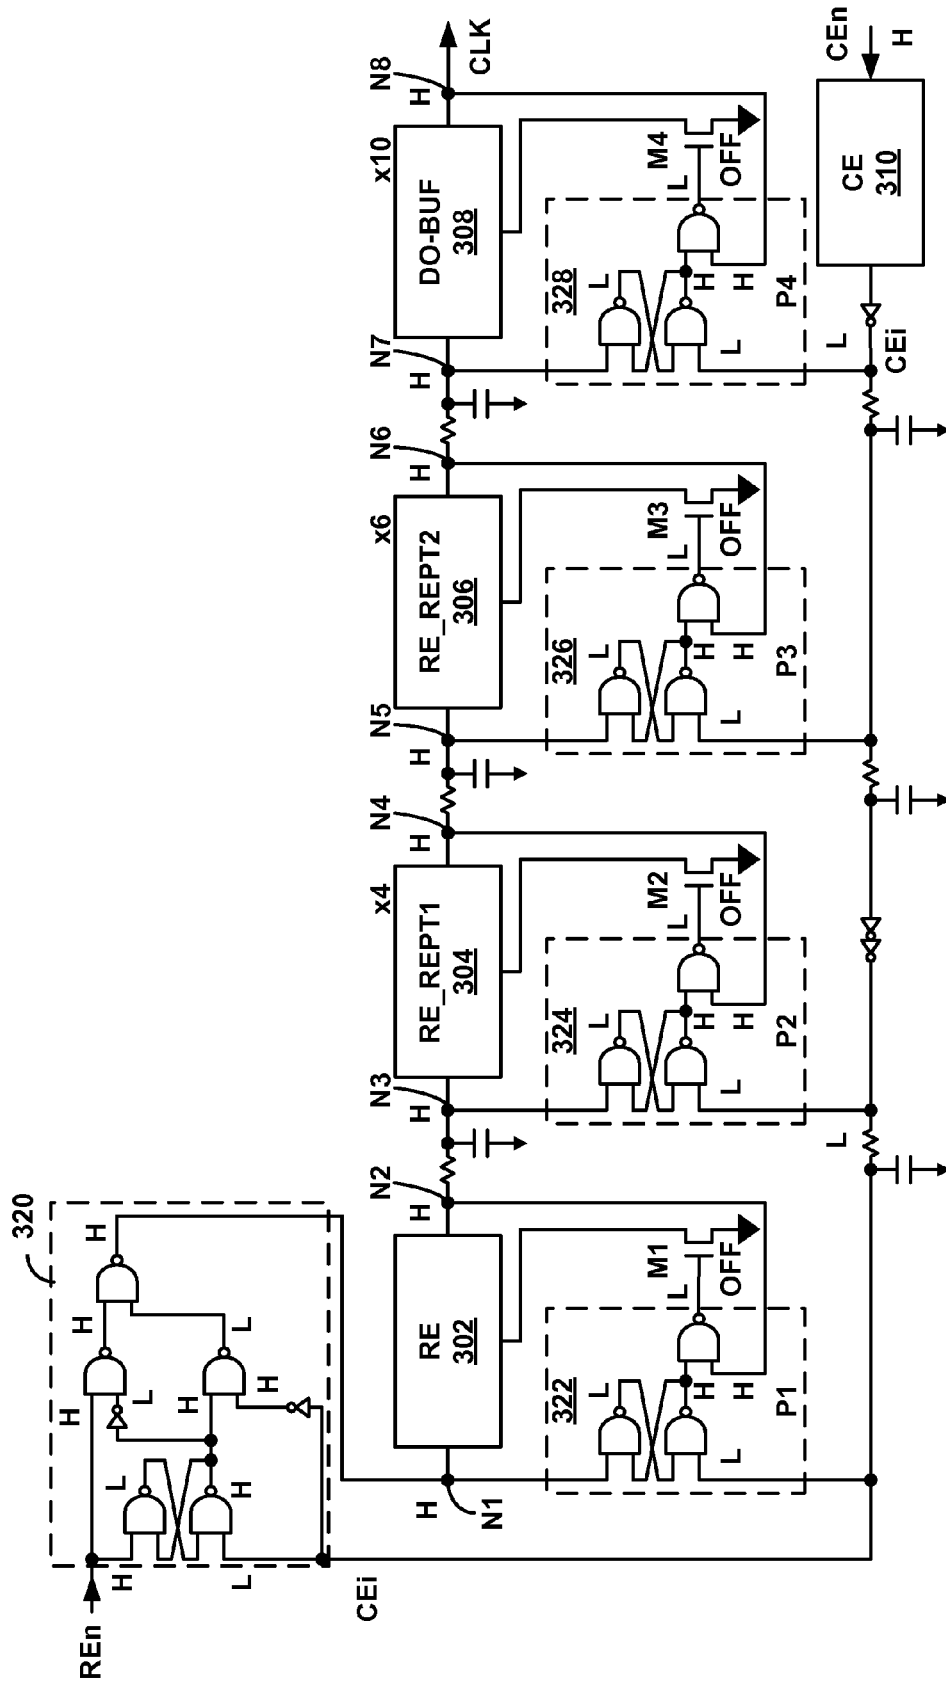 320
REn
H
H
L
H
L
H
H
L
H
H
L
H
CEi
H
N1
RE
302
N2
H
N3
H
RE_REPT1
304
x4
N4
H
N5
H
RE_REPT2
306
x6
N6
H
N7
H
DO-BUF
308
x10
N8
H
CLK
322
L
H
H
L
P1
L
M1
OFF
324
L
H
H
L
P2
L
M2
OFF
326
L
H
H
L
P3
L
M3
OFF
328
L
H
H
L
P4
L
M4
OFF
L
L
CEi
CE
310
CEn
H